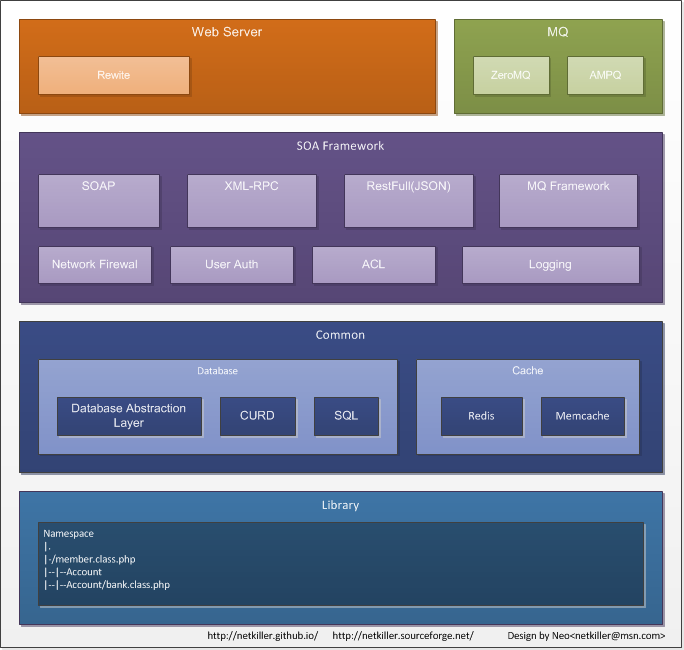 Web Server
Rewite
MQ
ZeroMQ
AMPQ
SOA Framework
SOAP
XML-RPC
RestFull(JSON)
MQ Framework
Network Firewal
User Auth
ACL
Logging
Common
Database
Database Abstraction
Layer
CURD
SQL
Cache
Redis
Memcache
Library
Namespace
|.
|-/member.class.php
|--|--Account
|--|--Account/bank.class.php
http://netkiller.github.io/ http://netkiller.sourceforge.net/ Design by Neo<netkiller@msn.com>